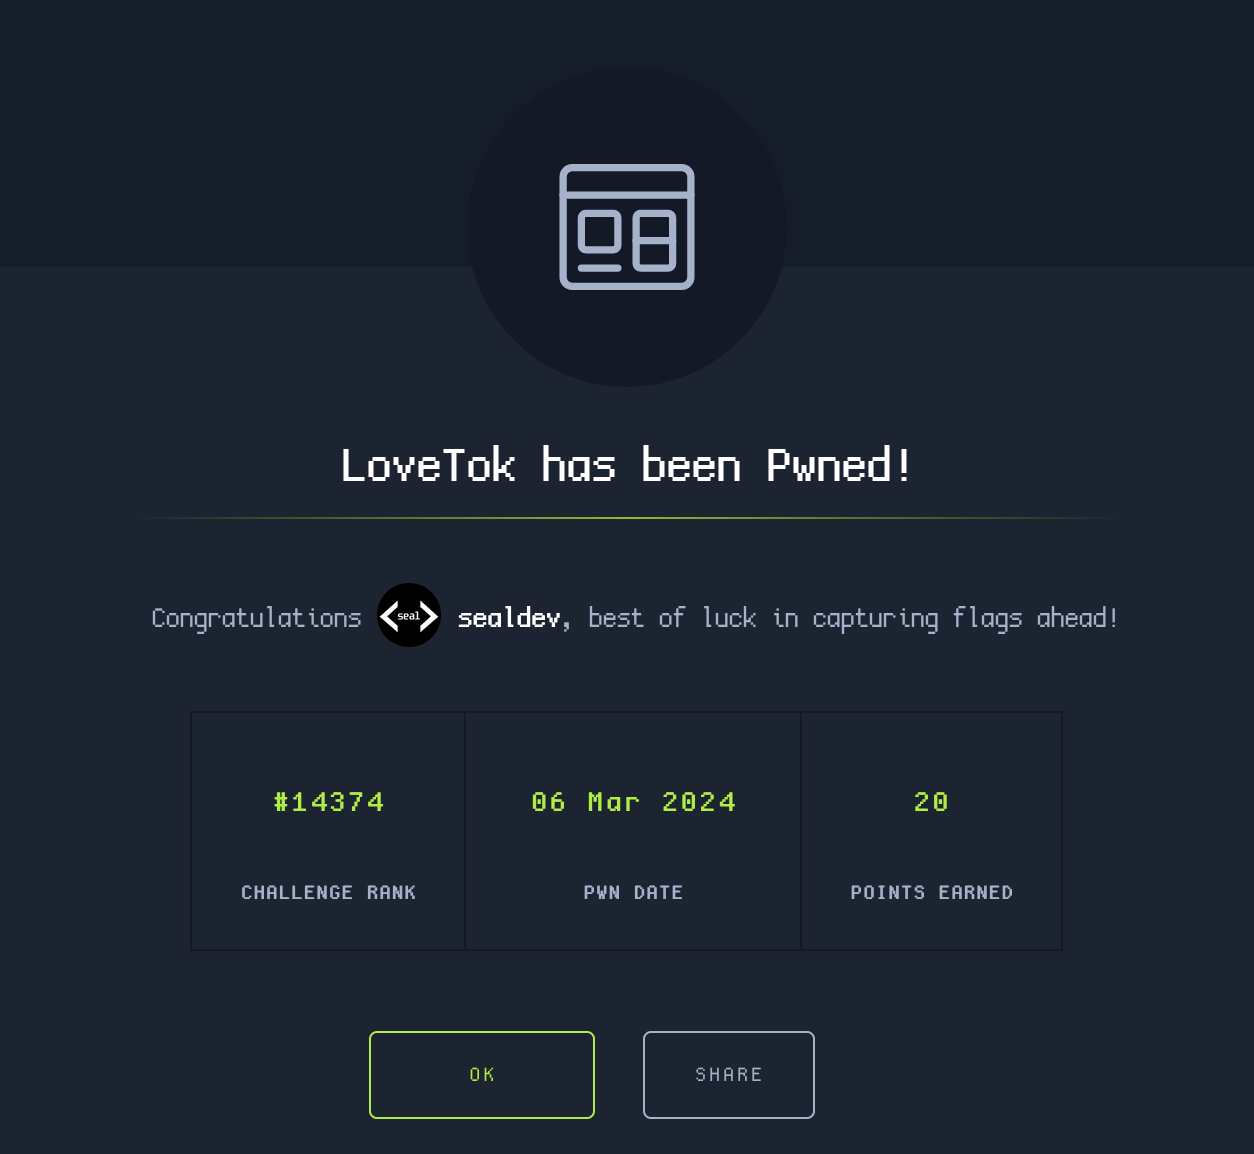 LoveTok has been Pwned!
Congratulations <seal> sealdev, best of luck in capturing flags ahead!
#14374 06 Mar 2024 20
CHALLENGE RANK PWN DATE POINTS EARNED
OK SHARE